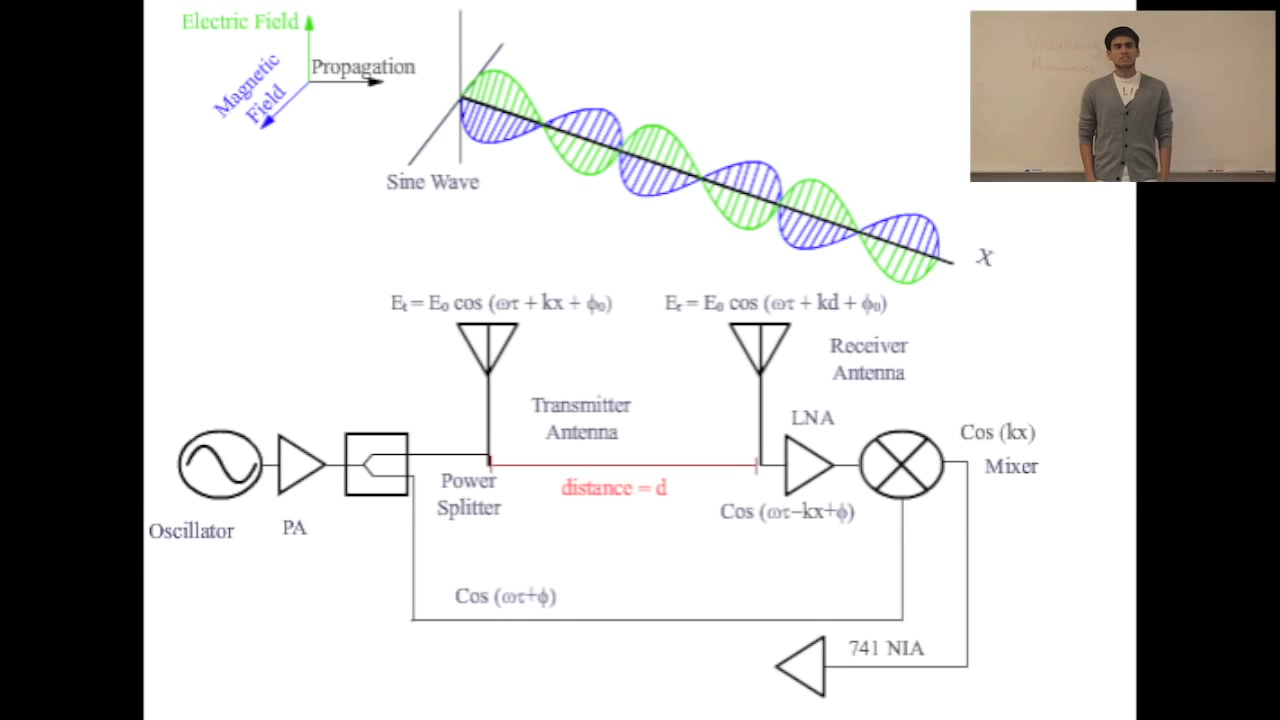 Electric Field
Magnetic
Field
Propagation
Sine Wave
X
Visualizing
Microwaves
Eₜ = E₀ cos (ωτ + kx + ϕ₀)
Eᵣ = E₀ cos (ωτ + kd + ϕ₀)
Receiver
Antenna
Transmitter
Antenna
LNA
Cos (kx)
Mixer
Power
Splitter
distance = d
Cos (ωτ–kx+ϕ)
Oscillator
PA
Cos (ωτ+ϕ)
741 NIA